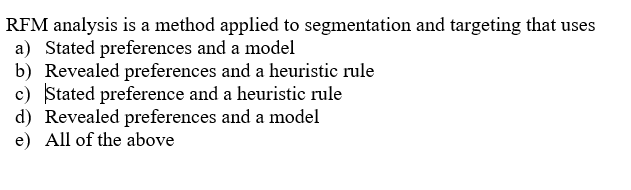 RFM analysis is a method applied to segmentation and targeting that uses
a) Stated preferences and a model
b) Revealed preferences and a heuristic rule
c) Stated preference and a heuristic rule
d) Revealed preferences and a model
e) All of the above